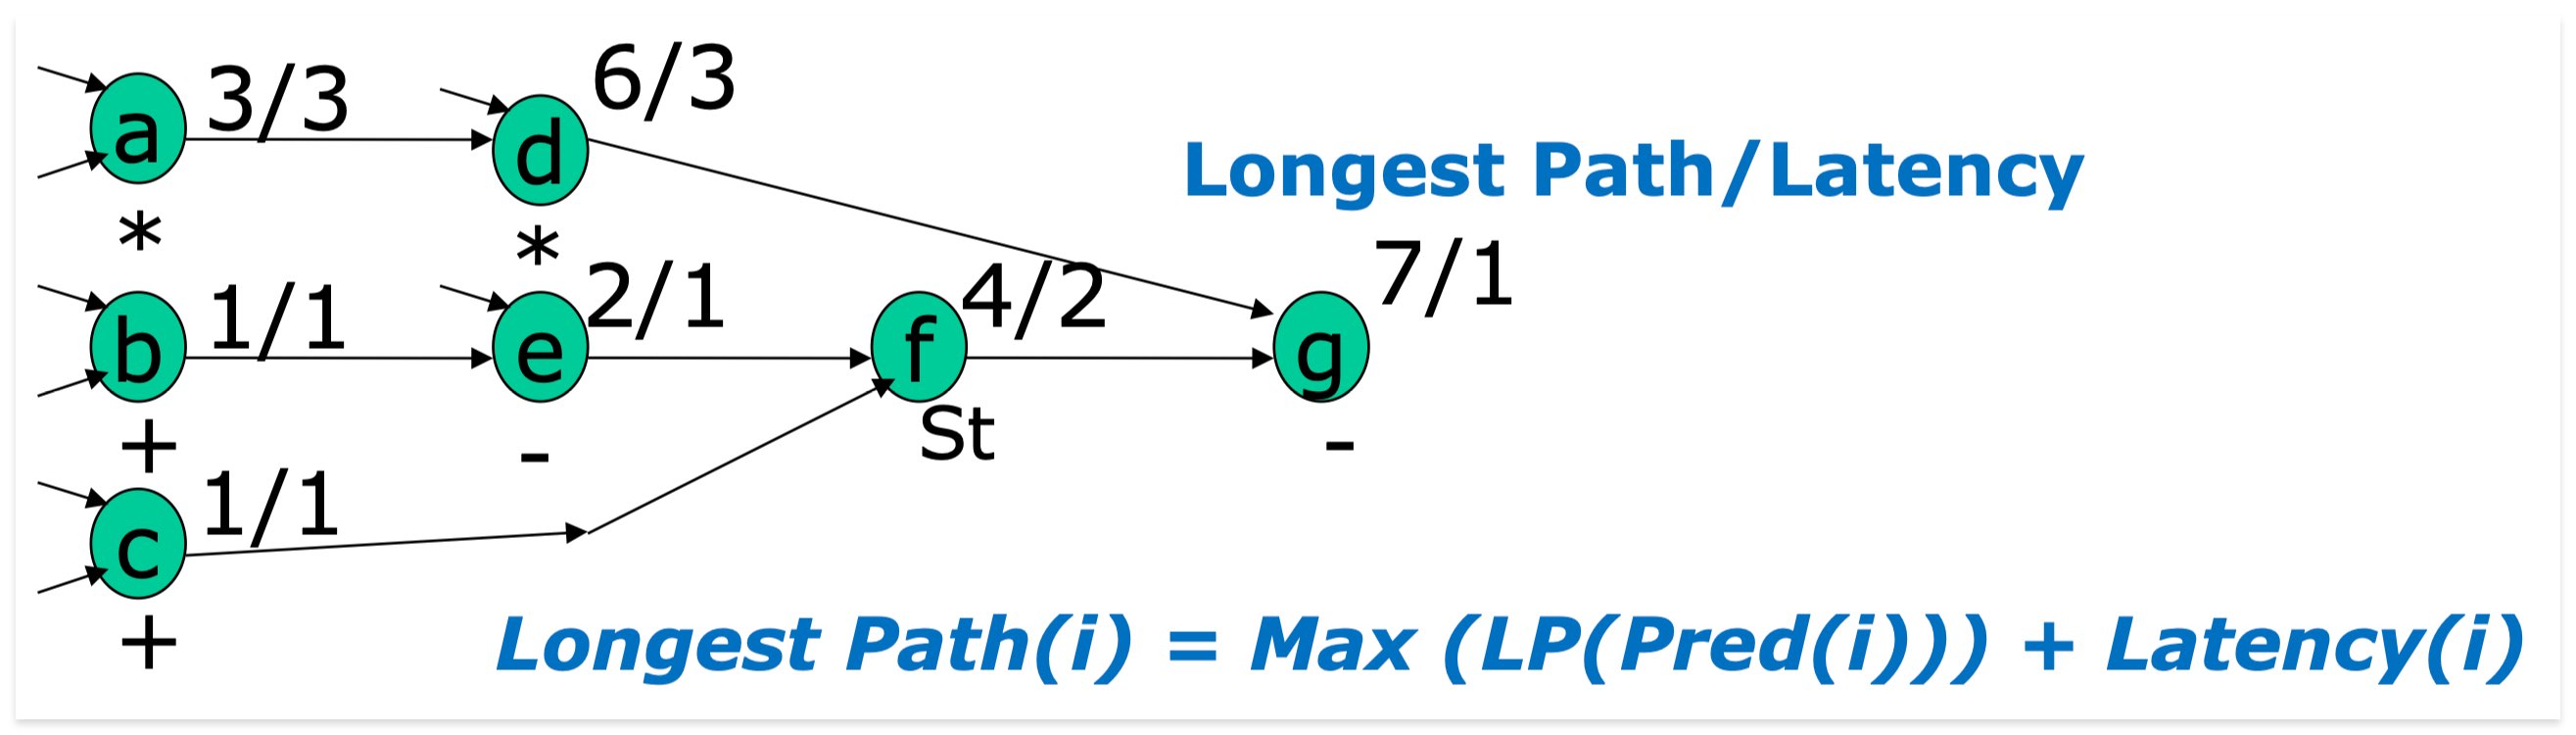 a 3/3
d 6/3
Longest Path/Latency
*
*
b 1/1
e 2/1
f 4/2
g 7/1
+
-
St
-
c 1/1
+
Longest Path(i) = Max (LP(Pred(i))) + Latency(i)